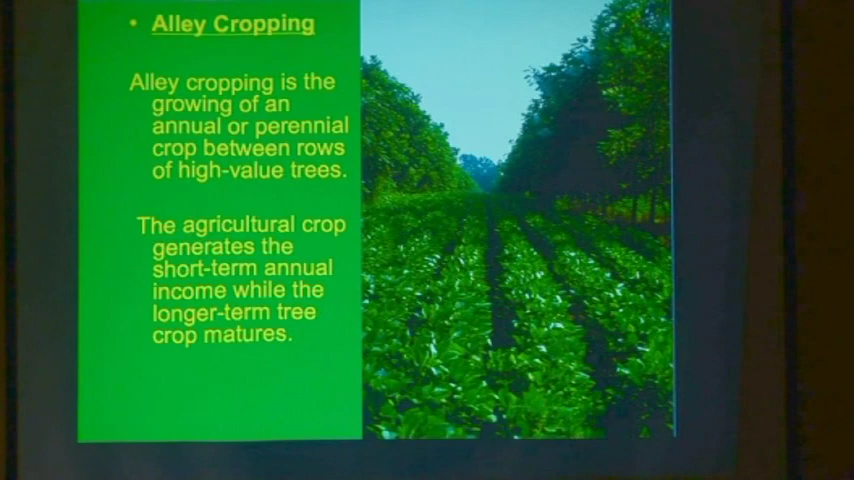 • Alley Cropping
Alley cropping is the
growing of an
annual or perennial
crop between rows
of high-value trees.
The agricultural crop
generates the
short-term annual
income while the
longer-term tree
crop matures.